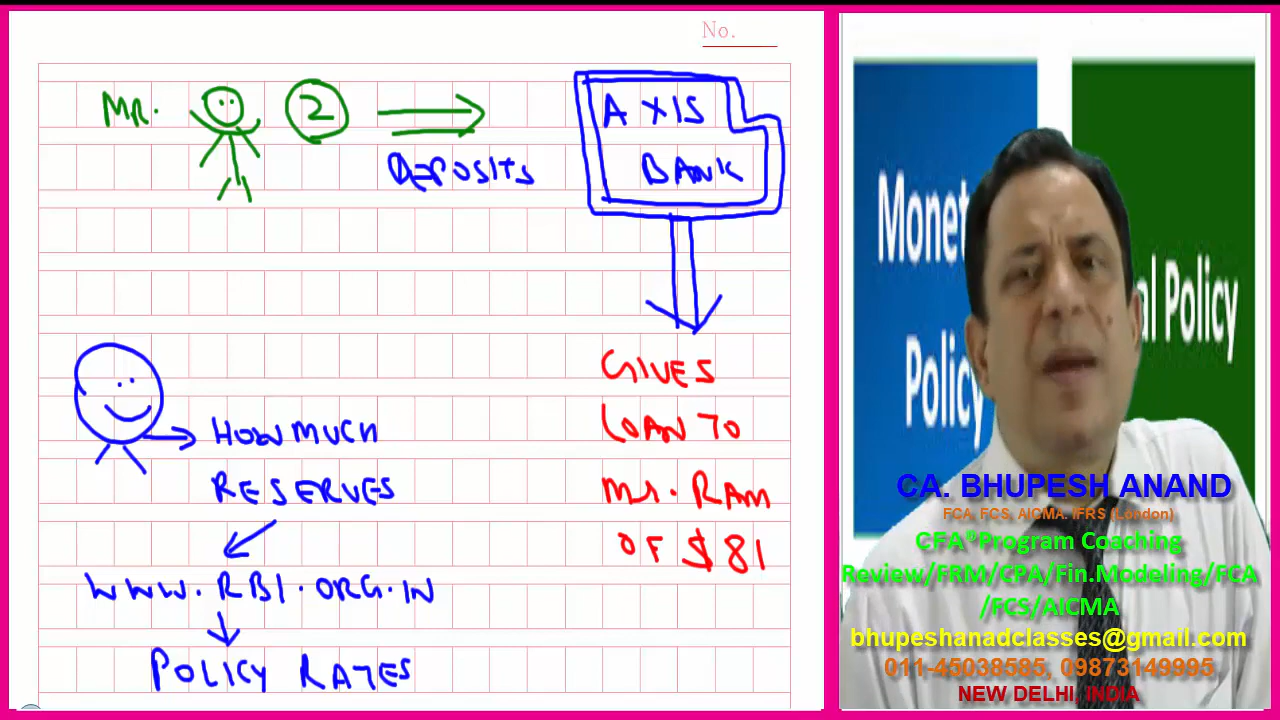 No.
MR. 2
DEPOSITS
AXIS
BANK
GIVES
LOAN TO
Mr. RAM
OF $81
HOW MUCH
RESERVES
WWW.RBI.ORG.IN
POLICY RATES
Monet
Policy
al Policy
CA. BHUPESH ANAND
FCA, FCS, AICMA. IFRS (London)
CFA®Program Coaching
Review/FRM/CPA/Fin.Modeling/FCA
/FCS/AICMA
bhupeshanadclasses@gmail.com
011-45038585, 09873149995
NEW DELHI, INDIA